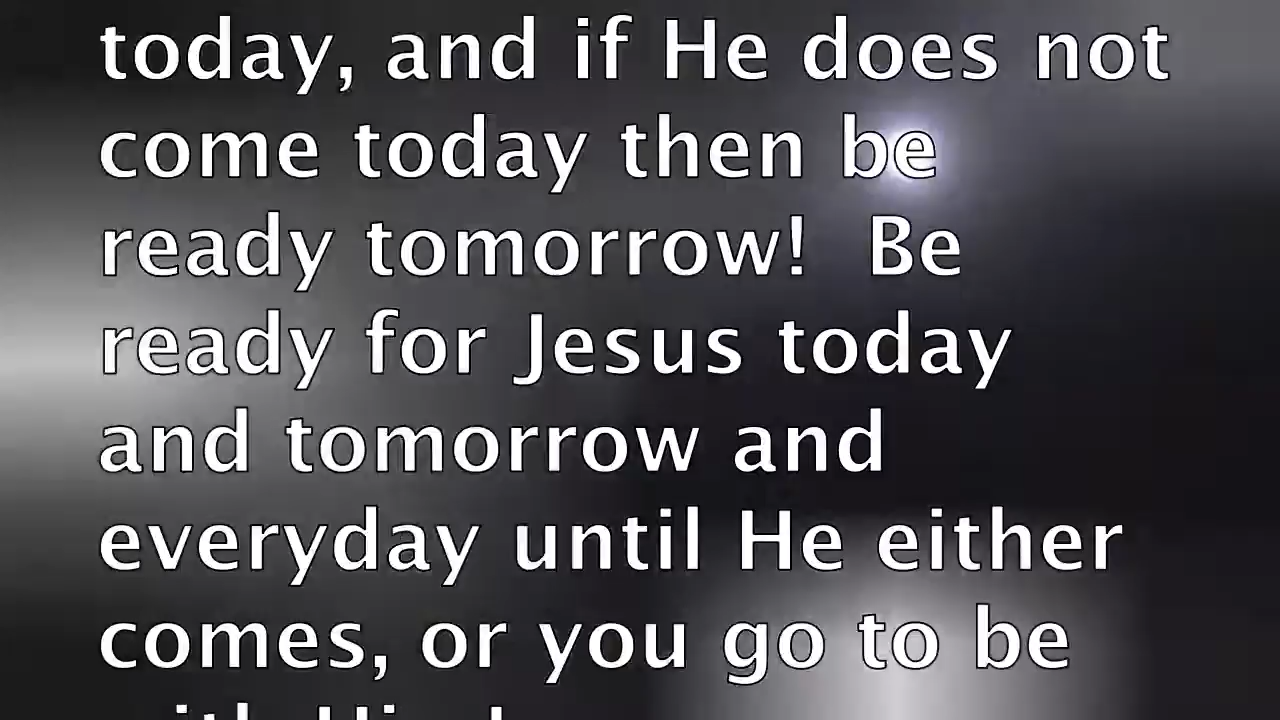 today, and if He does not
come today then be
ready tomorrow!  Be
ready for Jesus today
and tomorrow and
everyday until He either
comes, or you go to be